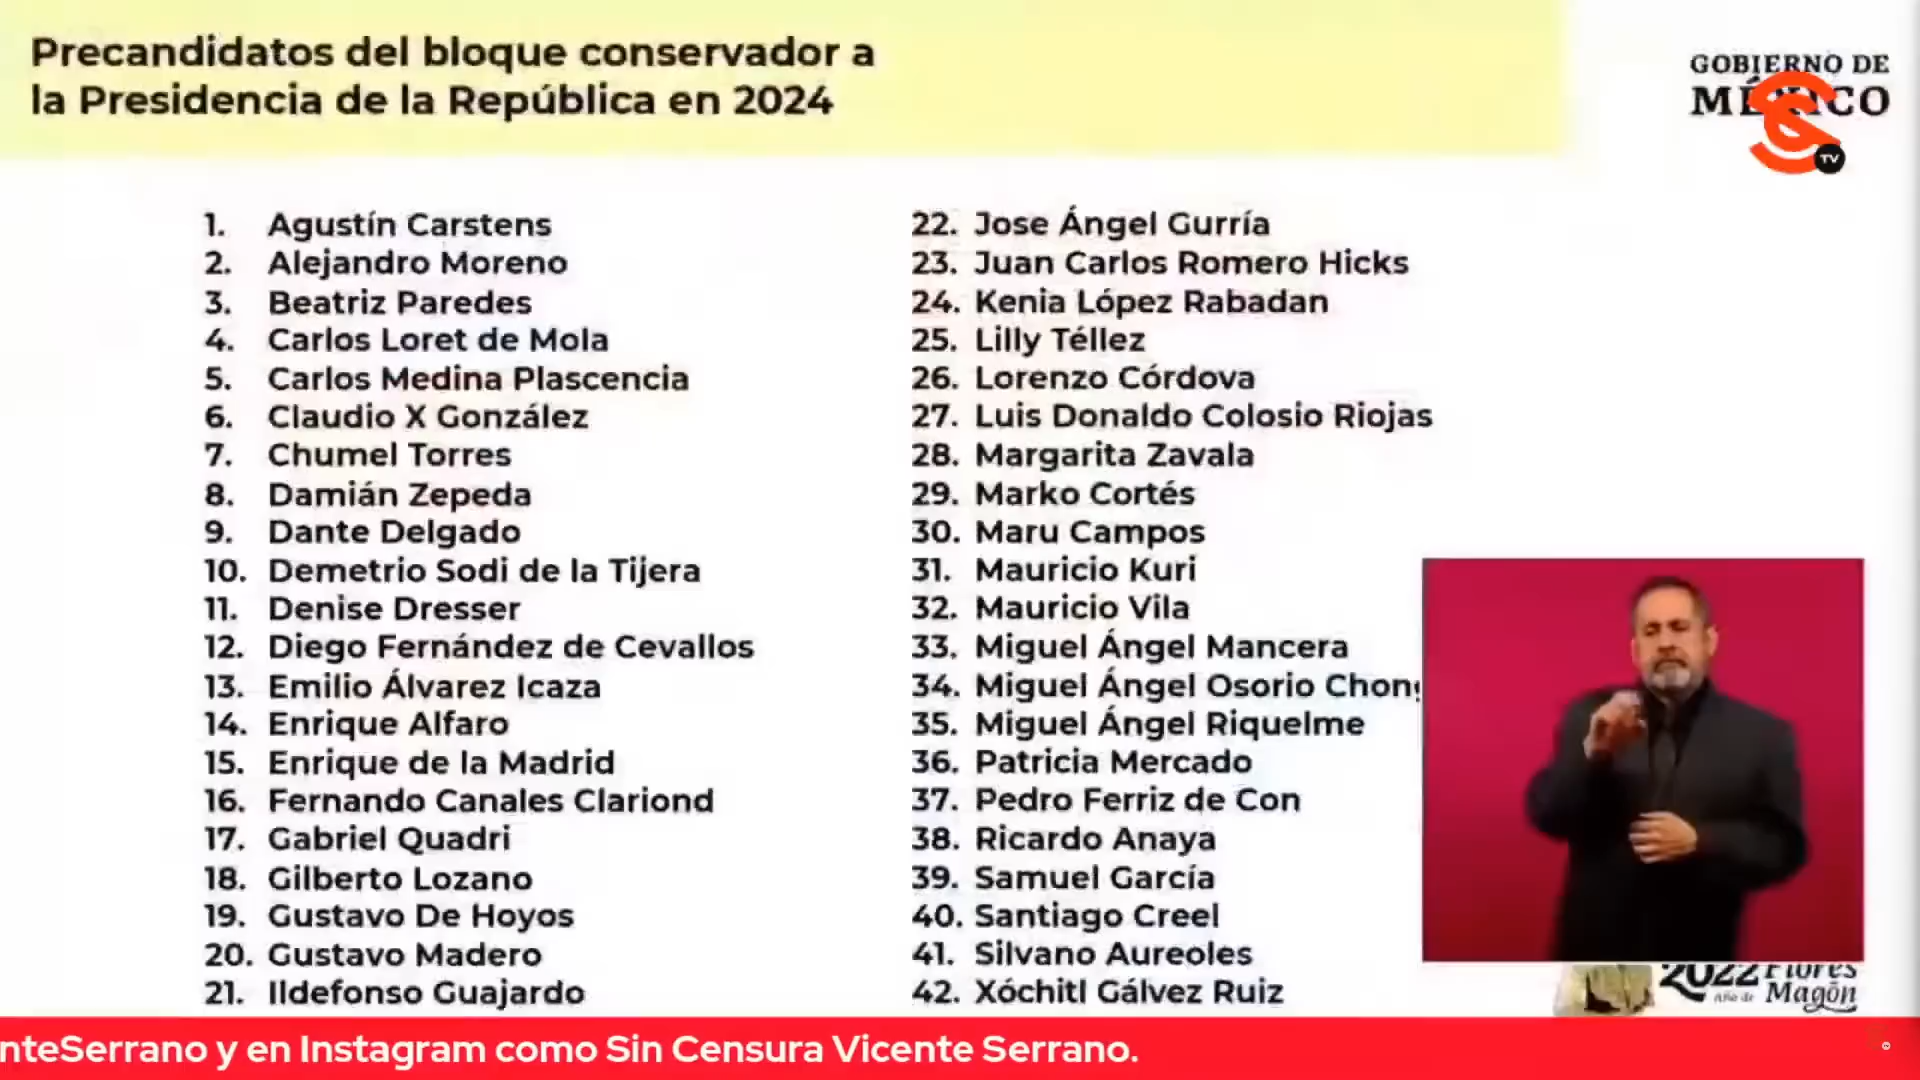 Precandidatos del bloque conservador a
la Presidencia de la República en 2024
GOBIERNO DE
MÉXICO
TV
1. Agustín Carstens
2. Alejandro Moreno
3. Beatriz Paredes
4. Carlos Loret de Mola
5. Carlos Medina Plascencia
6. Claudio X González
7. Chumel Torres
8. Damián Zepeda
9. Dante Delgado
10. Demetrio Sodi de la Tijera
11. Denise Dresser
12. Diego Fernández de Cevallos
13. Emilio Álvarez Icaza
14. Enrique Alfaro
15. Enrique de la Madrid
16. Fernando Canales Clariond
17. Gabriel Quadri
18. Gilberto Lozano
19. Gustavo De Hoyos
20. Gustavo Madero
21. Ildefonso Guajardo
22. Jose Ángel Gurría
23. Juan Carlos Romero Hicks
24. Kenia López Rabadan
25. Lilly Téllez
26. Lorenzo Córdova
27. Luis Donaldo Colosio Riojas
28. Margarita Zavala
29. Marko Cortés
30. Maru Campos
31. Mauricio Kuri
32. Mauricio Vila
33. Miguel Ángel Mancera
34. Miguel Ángel Osorio Chong
35. Miguel Ángel Riquelme
36. Patricia Mercado
37. Pedro Ferriz de Con
38. Ricardo Anaya
39. Samuel García
40. Santiago Creel
41. Silvano Aureoles
42. Xóchitl Gálvez Ruiz
2022 Flores
Año de Magón
nteSerrano y en Instagram como Sin Censura Vicente Serrano.